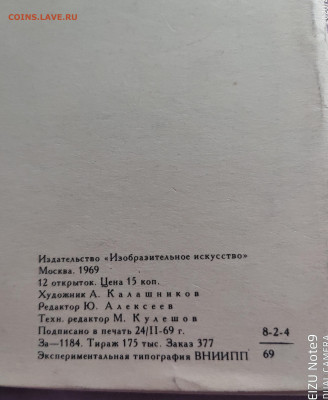 COINS.LAVE.RU
Издательство «Изобразительное искусство»
Москва. 1969
12 открыток. Цена 15 коп.
Художник А. Калашников
Редактор Ю. Алексеев
Техн. редактор М. Кулешов
Подписано в печать 24/II-69 г.
За—1184. Тираж 175 тыс. Заказ 377
Экспериментальная типография ВНИИПП
8-2-4
69
EIZU Note9
DUAL CAMERA